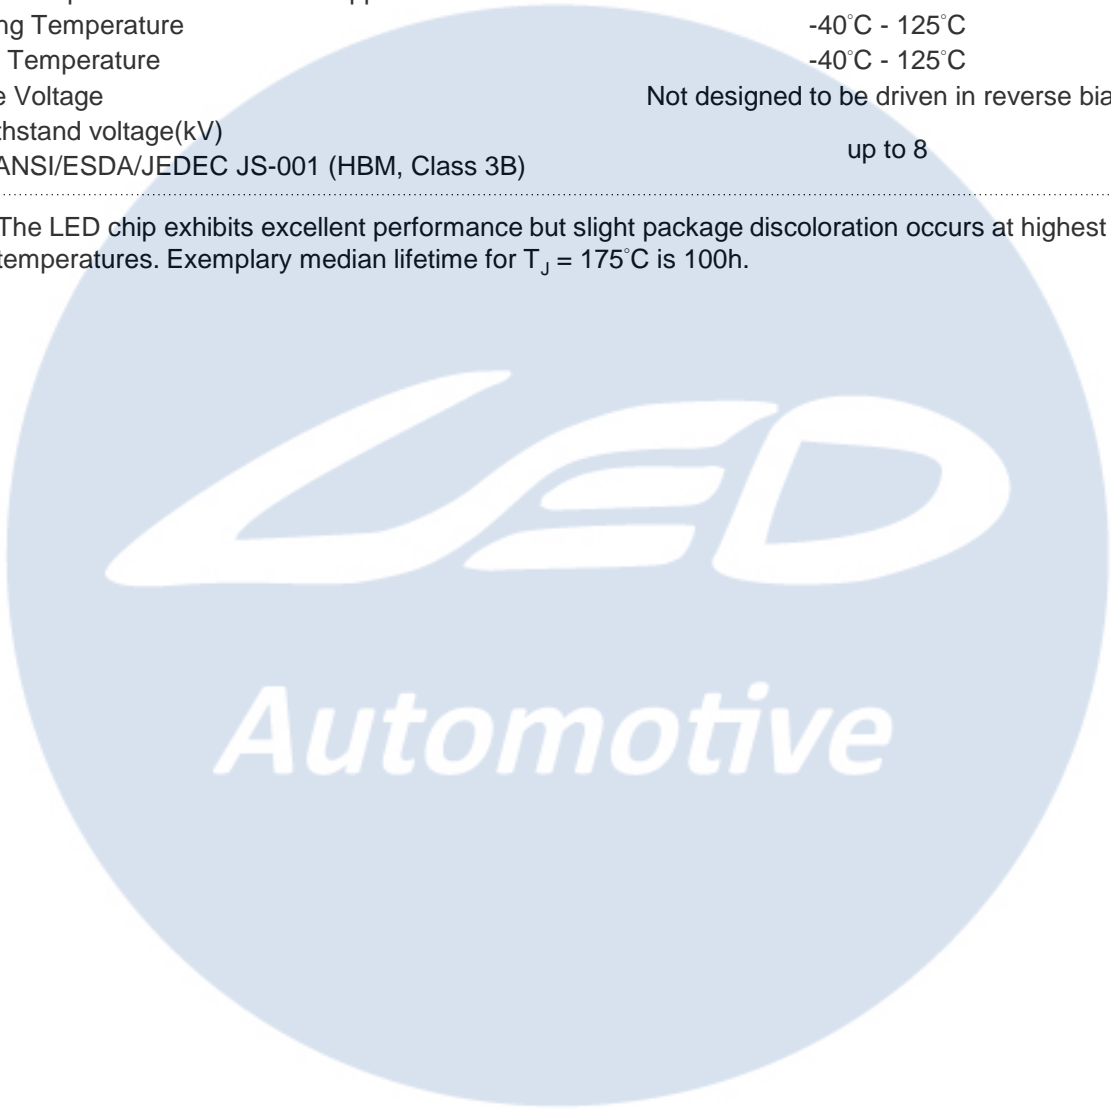 ng Temperature -40°C - 125°C
Temperature -40°C - 125°C
e Voltage Not designed to be driven in reverse bia
thstand voltage(kV)
up to 8
ANSI/ESDA/JEDEC JS-001 (HBM, Class 3B)
The LED chip exhibits excellent performance but slight package discoloration occurs at highest
temperatures. Exemplary median lifetime for TJ = 175°C is 100h.
LED
Automotive